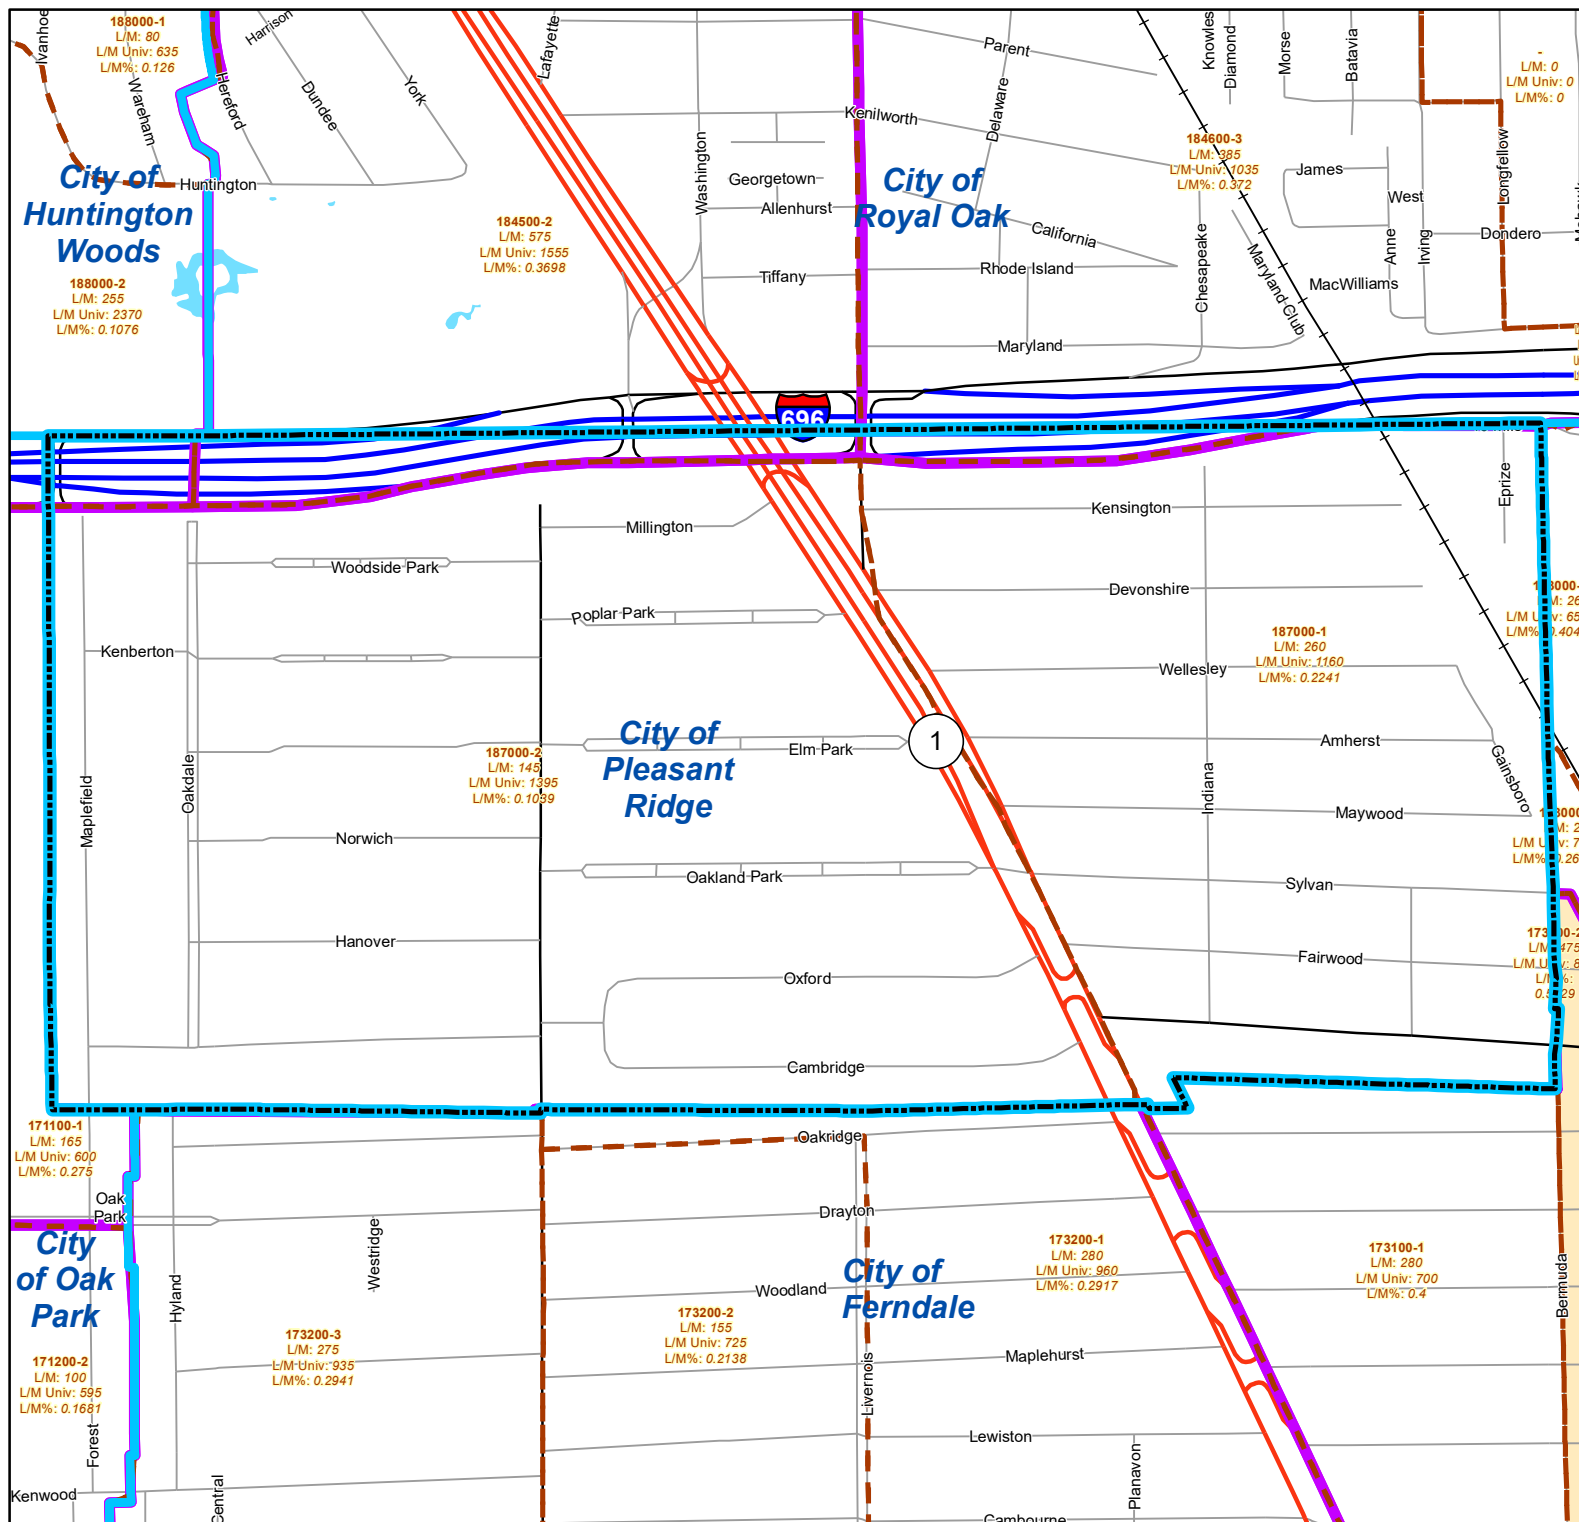 188000-1
L/M: 80
L/M Univ: 635
L/M%: 0.126
Ivanhoe
Harrison
Wareham
Hereford
Dundee
York
Lafayette
Huntington
City of
Huntington
Woods
188000-2
L/M: 255
L/M Univ: 2370
L/M%: 0.1076
184500-2
L/M: 575
L/M Univ: 1555
L/M%: 0.3698
Washington
Georgetown
Allenhurst
Tiffany
Parent
Kenilworth
Delaware
City of
Royal Oak
California
Rhode Island
Maryland
Knowles
Diamond
Morse
Batavia
184600-3
L/M: 385
L/M Univ: 1035
L/M%: 0.372
James
West
Anne
Irving
Longfellow
Dondero
MacWilliams
Chesapeake
Maryland Club
-
L/M: 0
L/M Univ: 0
L/M%: 0
696
Millington
Kensington
Eprize
Woodside Park
Poplar Park
Devonshire
Kenberton
187000-1
L/M: 260
L/M Univ: 1160
L/M%: 0.2241
Wellesley
City of
Pleasant
Ridge
187000-2
L/M: 145
L/M Univ: 1395
L/M%: 0.1039
Elm Park
1
Amherst
Gainsboro
Maplefield
Oakdale
Indiana
Norwich
Maywood
Oakland Park
Sylvan
Hanover
Oxford
Fairwood
Cambridge
171100-1
L/M: 165
L/M Univ: 600
L/M%: 0.275
Oak
Park
City
of Oak
Park
Oakridge
Drayton
Westridge
Hyland
Woodland
City of
Ferndale
173200-1
L/M: 280
L/M Univ: 960
L/M%: 0.2917
173100-1
L/M: 280
L/M Univ: 700
L/M%: 0.4
Bermuda
173200-3
L/M: 275
L/M Univ: 935
L/M%: 0.2941
173200-2
L/M: 155
L/M Univ: 725
L/M%: 0.2138
Maplehurst
Livernois
171200-2
L/M: 100
L/M Univ: 595
L/M%: 0.1681
Forest
Lewiston
Planavon
Kenwood
Central
Cambourne